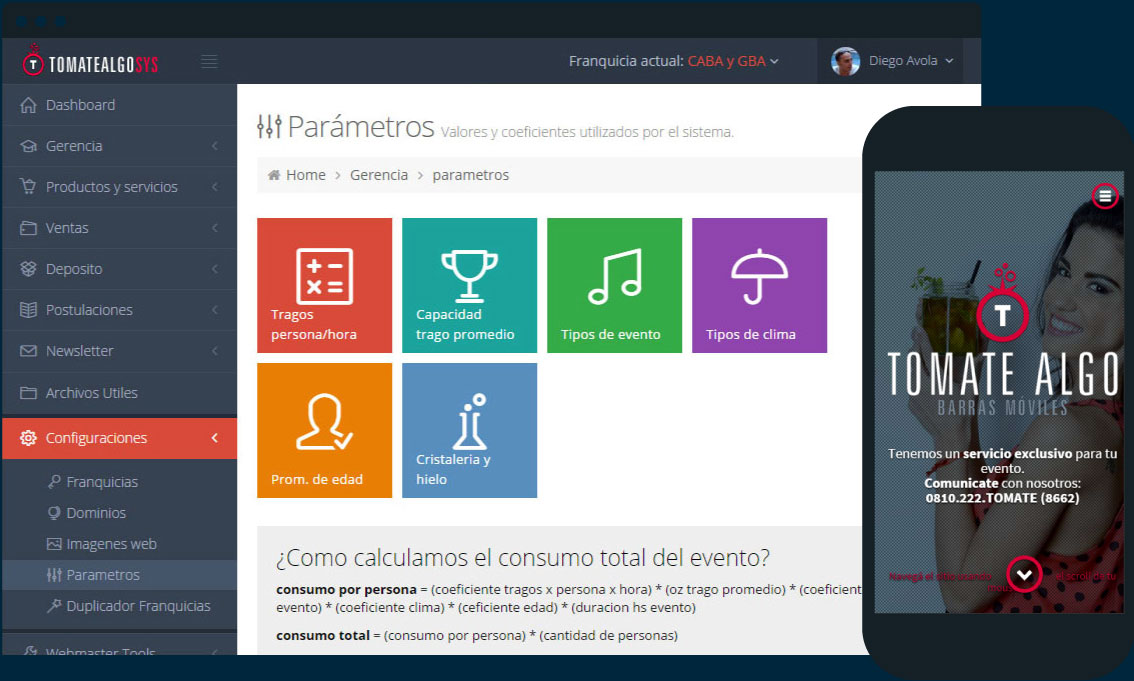 TOMATEALGOSYS
Franquicia actual: CABA y GBA
Diego Avola
Dashboard
Gerencia
Productos y servicios
Ventas
Deposito
Postulaciones
Newsletter
Archivos Utiles
Configuraciones
Franquicias
Dominios
Imagenes web
Parametros
Duplicador Franquicias
Webmaster Tools
Parámetros Valores y coeficientes utilizados por el sistema.
Home > Gerencia > parametros
Tragos
persona/hora
Capacidad
trago promedio
Tipos de evento
Tipos de clima
Prom. de edad
Cristaleria y
hielo
¿Como calculamos el consumo total del evento?
consumo por persona = (coeficiente tragos x persona x hora) * (oz trago promedio) * (coeficiente
evento) * (coeficiente clima) * (ceficiente edad) * (duracion hs evento)
consumo total = (consumo por persona) * (cantidad de personas)
T
TOMATE ALGO
BARRAS MÓVILES
Tenemos un servicio exclusivo para tu
evento.
Comunicate con nosotros:
0810.222.TOMATE (8662)
Navegá el sitio usando el scroll de tu